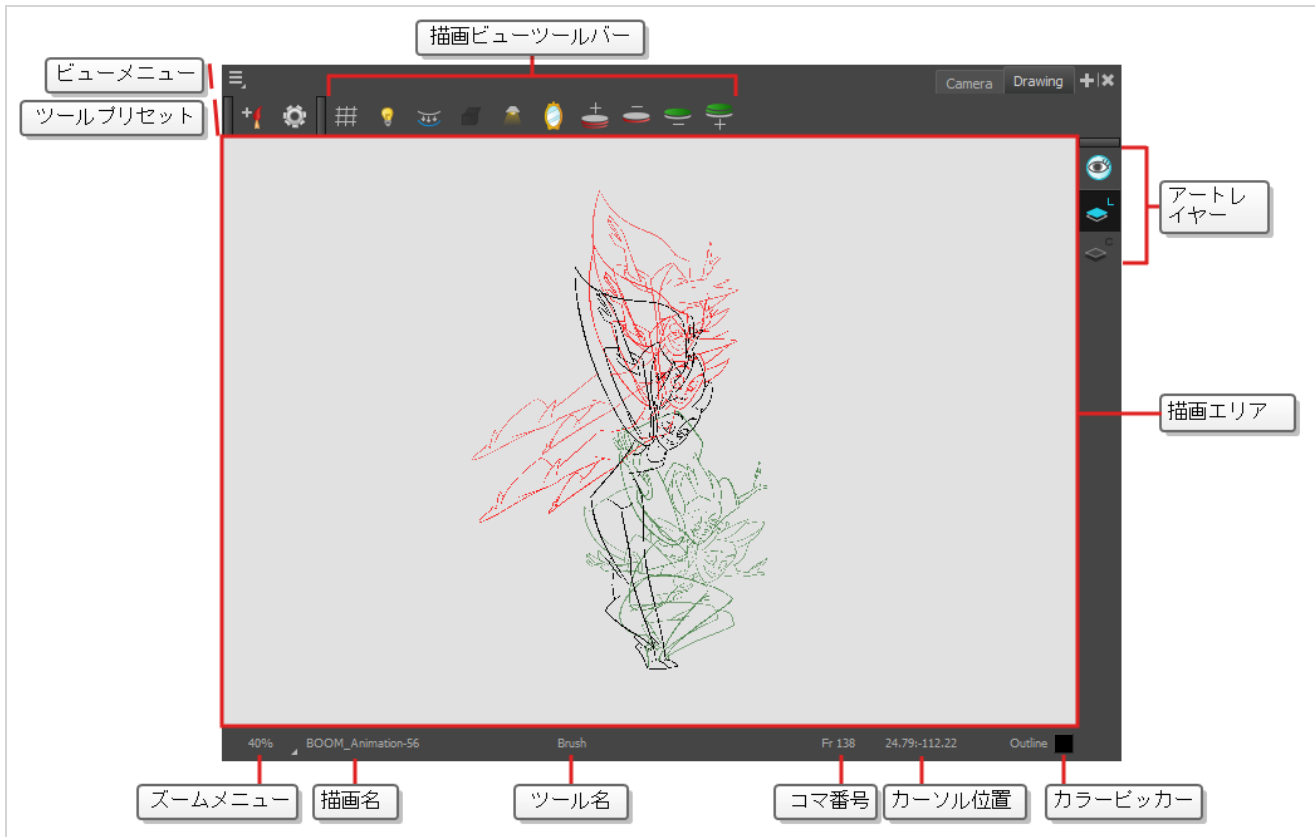 描画ビューツールバー
ビューメニュー
Camera
Drawing
ツールプリセット
L
アートレ
イヤー
C
描画エリア
40%
BOOM_Animation-56
Brush
Fr 138
24.79:-112.22
Outline
ズームメニュー
描画名
ツール名
コマ番号
カーソル位置
カラーピッカー